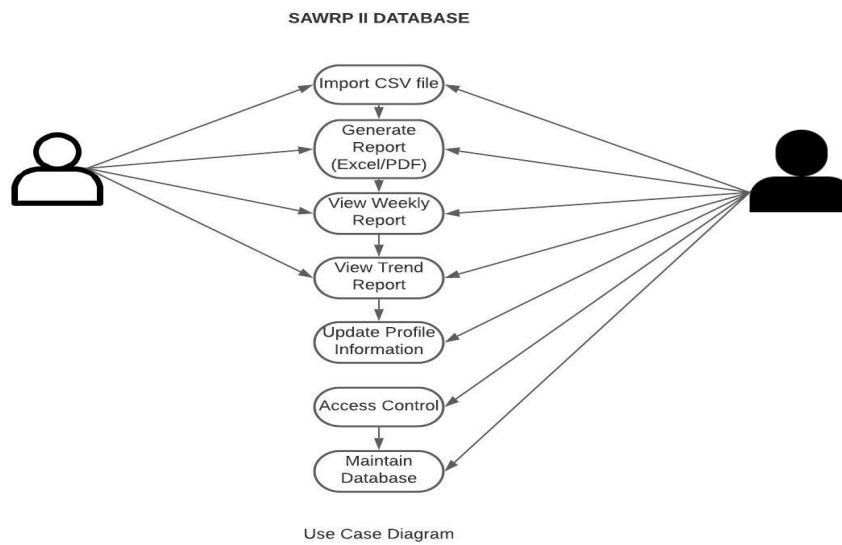 SAWRP II DATABASE
Import CSV file
Generate
Report
(Excel/PDF)
View Weekly
Report
View Trend
Report
Update Profile
Information
Access Control
Maintain
Database
Use Case Diagram